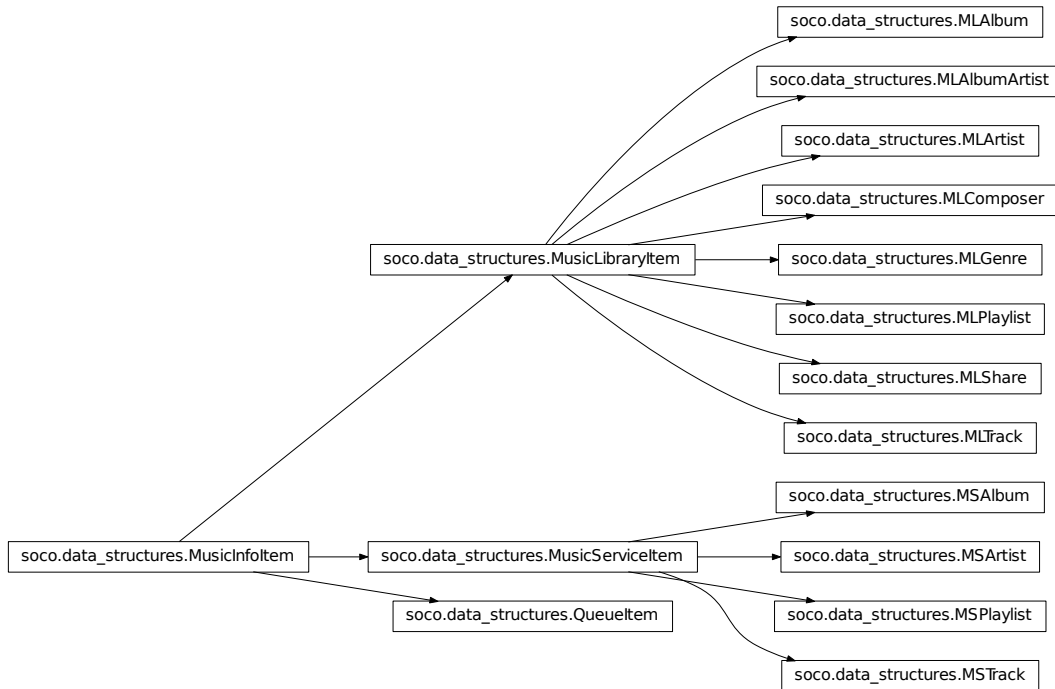 soco.data_structures.MLAlbum
soco.data_structures.MLAlbumArtist
soco.data_structures.MLArtist
soco.data_structures.MLComposer
soco.data_structures.MusicLibraryItem
soco.data_structures.MLGenre
soco.data_structures.MLPlaylist
soco.data_structures.MLShare
soco.data_structures.MLTrack
soco.data_structures.MSAlbum
soco.data_structures.MusicInfoItem
soco.data_structures.MusicServiceItem
soco.data_structures.MSArtist
soco.data_structures.QueueItem
soco.data_structures.MSPlaylist
soco.data_structures.MSTrack